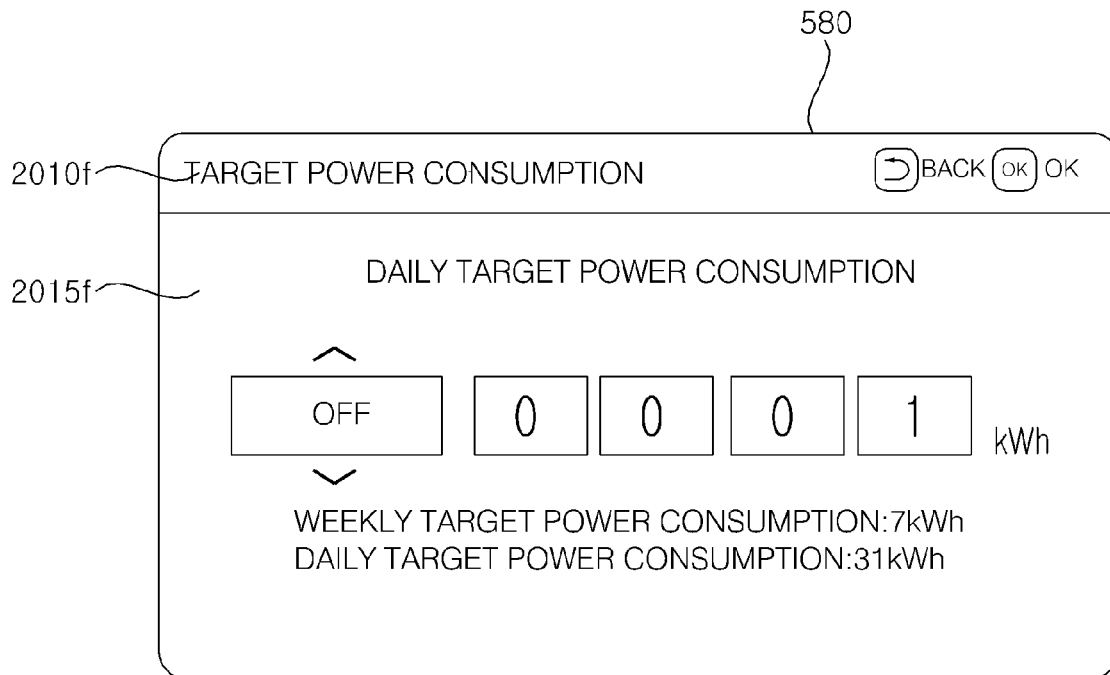 580
2010f
TARGET POWER CONSUMPTION
BACK OK OK
2015f
DAILY TARGET POWER CONSUMPTION
OFF 0 0 0 1 kWh
WEEKLY TARGET POWER CONSUMPTION:7kWh
DAILY TARGET POWER CONSUMPTION:31kWh